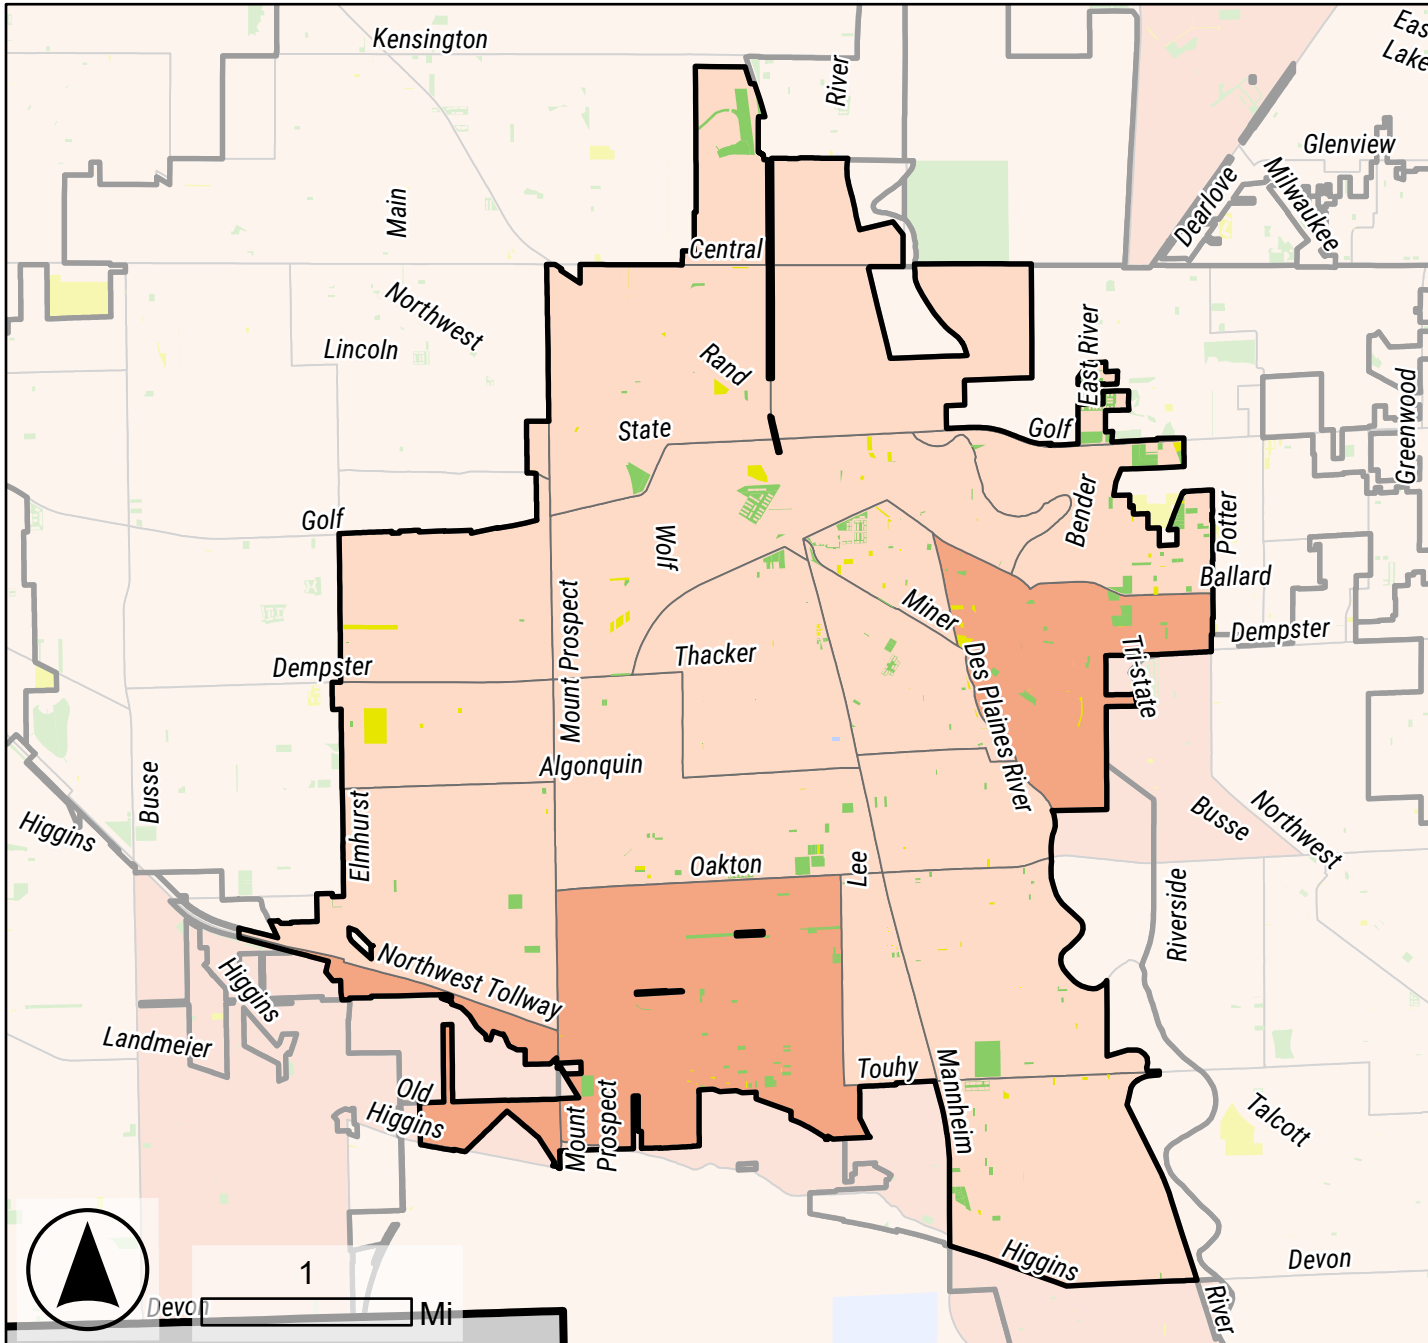 Kensington
River
Eas
Lake
Glenview
Dearlove
Milwaukee
Main
Central
Northwest
Lincoln
Rand
East River
Greenwood
State
Golf
Golf
Wolf
Bender
Potter
Ballard
Mount Prospect
Miner
Dempster
Thacker
Dempster
Des Plaines River
Tri-state
Algonquin
Busse
Elmhurst
Higgins
Busse
Northwest
Oakton
Lee
Riverside
Northwest Tollway
Higgins
Landmeier
Old
Higgins
Touhy
Mannheim
Mount
Prospect
Talcott
Higgins
Devon
1
Mi
Devon
River